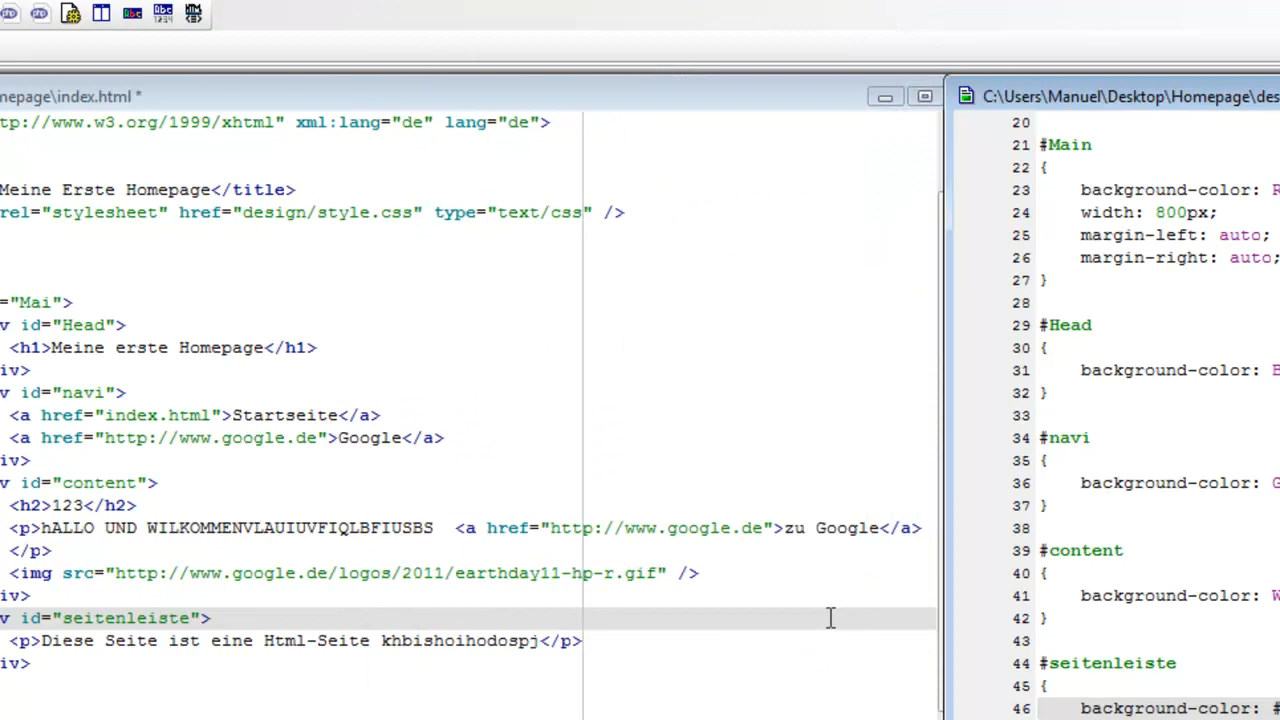 mepage\index.html *
tp://www.w3.org/1999/xhtml" xml:lang="de" lang="de">
Meine Erste Homepage</title>
rel="stylesheet" href="design/style.css" type="text/css" />
="Mai">
v id="Head">
<h1>Meine erste Homepage</h1>
iv>
v id="navi">
<a href="index.html">Startseite</a>
<a href="http://www.google.de">Google</a>
iv>
v id="content">
<h2>123</h2>
<p>hALLO UND WILKOMMENVLAUIUVFIQLBFIUSBS <a href="http://www.google.de">zu Google</a>
</p>
<img src="http://www.google.de/logos/2011/earthday11-hp-r.gif" />
iv>
v id="seitenleiste">
<p>Diese Seite ist eine Html-Seite khbishoihodospj</p>
iv>
C:\Users\Manuel\Desktop\Homepage\des
20
21 #Main
22 {
23 background-color: R
24 width: 800px;
25 margin-left: auto;
26 margin-right: auto;
27 }
28
29 #Head
30 {
31 background-color: B
32 }
33
34 #navi
35 {
36 background-color: G
37 }
38
39 #content
40 {
41 background-color: W
42 }
43
44 #seitenleiste
45 {
46 background-color: #